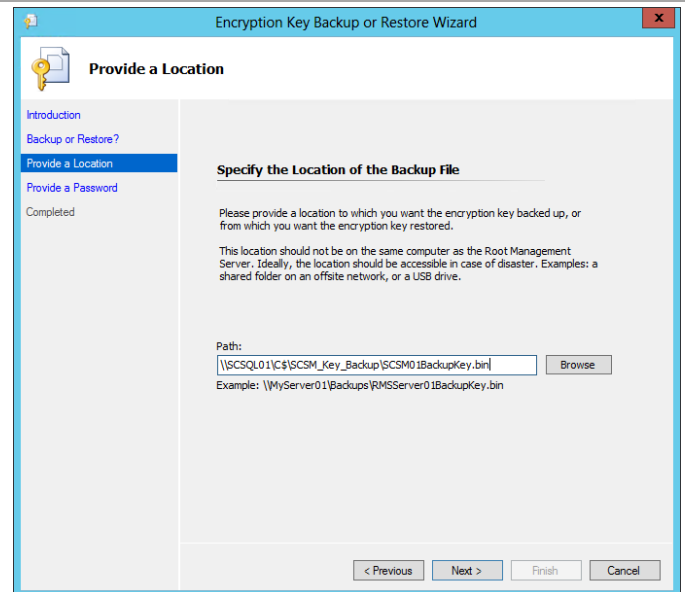 Encryption Key Backup or Restore Wizard
x
Provide a Location
Introduction
Backup or Restore?
Provide a Location
Provide a Password
Completed
Specify the Location of the Backup File
Please provide a location to which you want the encryption key backed up, or
from which you want the encryption key restored.
This location should not be on the same computer as the Root Management
Server. Ideally, the location should be accessible in case of disaster. Examples: a
shared folder on an offsite network, or a USB drive.
Path:
\\SCSQL01\C$\SCSM_Key_Backup\SCSM01BackupKey.bin
Browse
Example: \\MyServer01\Backups\RMSServer01BackupKey.bin
< Previous
Next >
Finish
Cancel